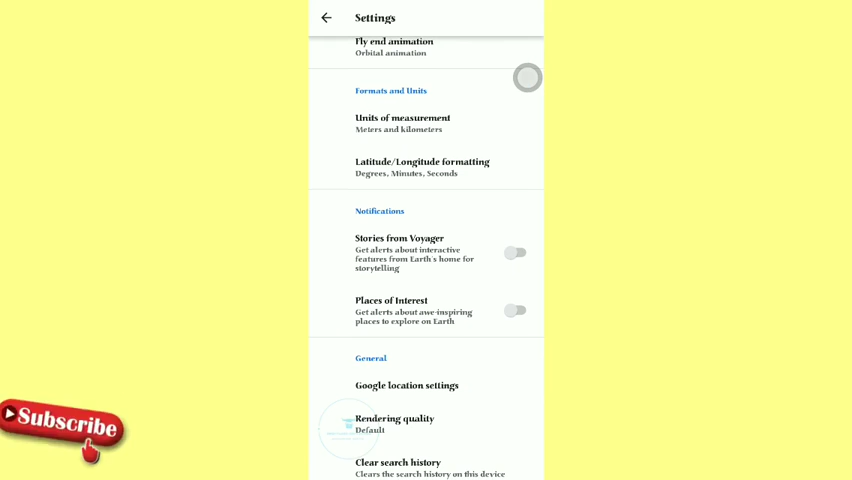 Settings
Fly end animation
Orbital animation
Formats and Units
Units of measurement
Meters and kilometers
Latitude/Longitude formatting
Degrees, Minutes, Seconds
Notifications
Stories from Voyager
Get alerts about interactive
features from Earth's home for
storytelling
Places of Interest
Get alerts about awe-inspiring
places to explore on Earth
General
Google location settings
Rendering quality
Default
Clear search history
Clears the search history on this device
Subscribe